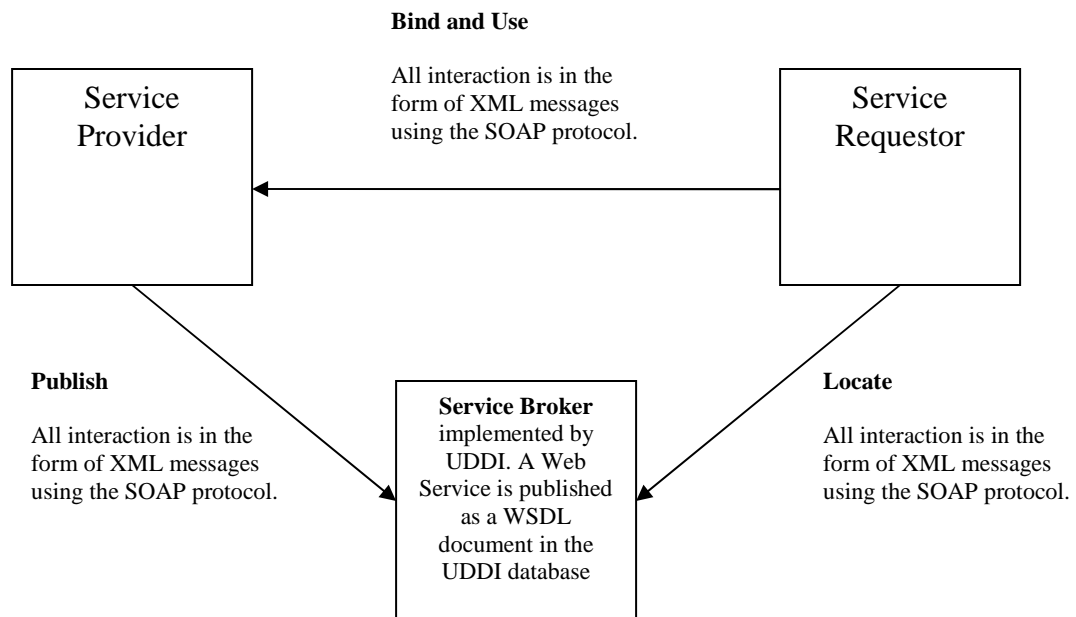 Bind and Use
All interaction is in the
form of XML messages
using the SOAP protocol.
Service
Provider
Service
Requestor
Publish
All interaction is in the
form of XML messages
using the SOAP protocol.
Service Broker
implemented by
UDDI. A Web
Service is published
as a WSDL
document in the
UDDI database
Locate
All interaction is in the
form of XML messages
using the SOAP protocol.